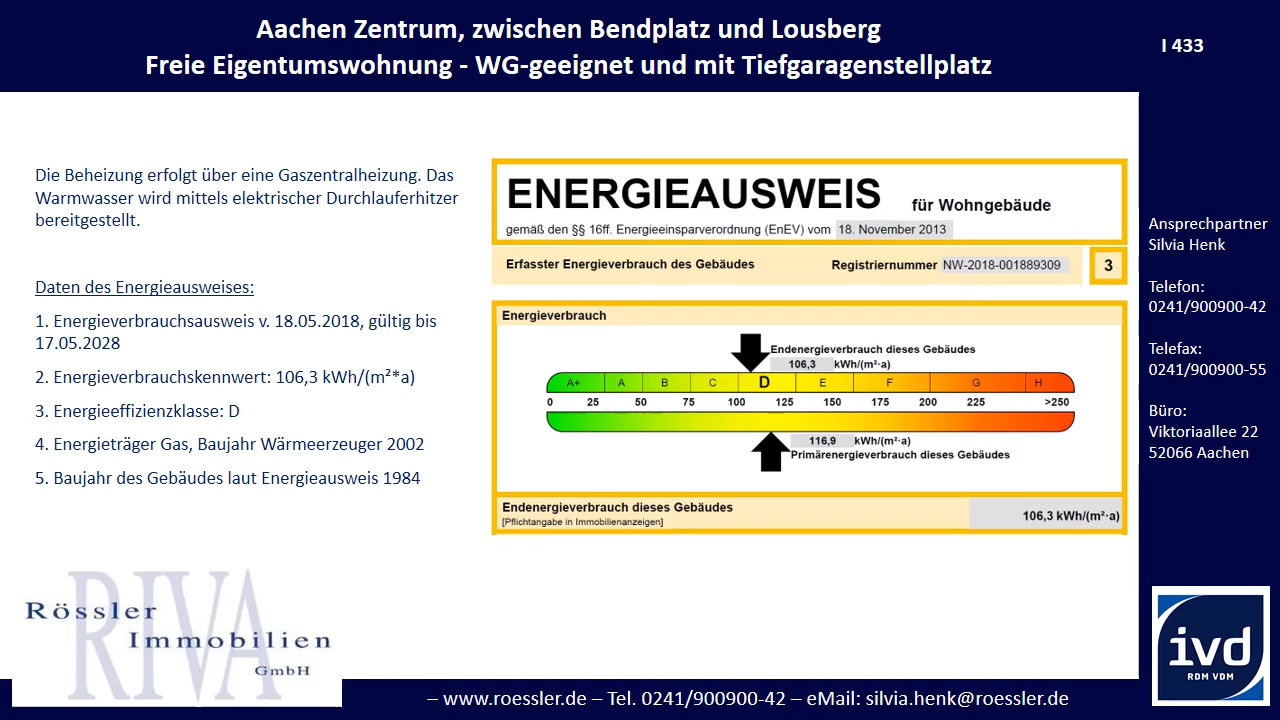 Aachen Zentrum, zwischen Bendplatz und Lousberg
Freie Eigentumswohnung - WG-geeignet und mit Tiefgaragenstellplatz
I 433
Die Beheizung erfolgt über eine Gaszentralheizung. Das
Warmwasser wird mittels elektrischer Durchlauferhitzer
bereitgestellt.
Daten des Energieausweises:
1. Energieverbrauchsausweis v. 18.05.2018, gültig bis
17.05.2028
2. Energieverbrauchskennwert: 106,3 kWh/(m²*a)
3. Energieeffizienzklasse: D
4. Energieträger Gas, Baujahr Wärmeerzeuger 2002
5. Baujahr des Gebäudes laut Energieausweis 1984
ENERGIEAUSWEIS für Wohngebäude
gemäß den §§ 16ff. Energieeinsparverordnung (EnEV) vom 18. November 2013
Erfasster Energieverbrauch des Gebäudes Registriernummer NW-2018-001889309 3
Energieverbrauch
Endenergieverbrauch dieses Gebäudes
106,3 kWh/(m²·a)
A+ A B C D E F G H
0 25 50 75 100 125 150 175 200 225 >250
116,9 kWh/(m²·a)
Primärenergieverbrauch dieses Gebäudes
Endenergieverbrauch dieses Gebäudes
[Pflichtangabe in Immobilienanzeigen]
106,3 kWh/(m²·a)
Ansprechpartner
Silvia Henk
Telefon:
0241/900900-42
Telefax:
0241/900900-55
Büro:
Viktoriaallee 22
52066 Aachen
RIVA
Rössler
Immobilien
GmbH
ivd
RDM VDM
– www.roessler.de – Tel. 0241/900900-42 – eMail: silvia.henk@roessler.de